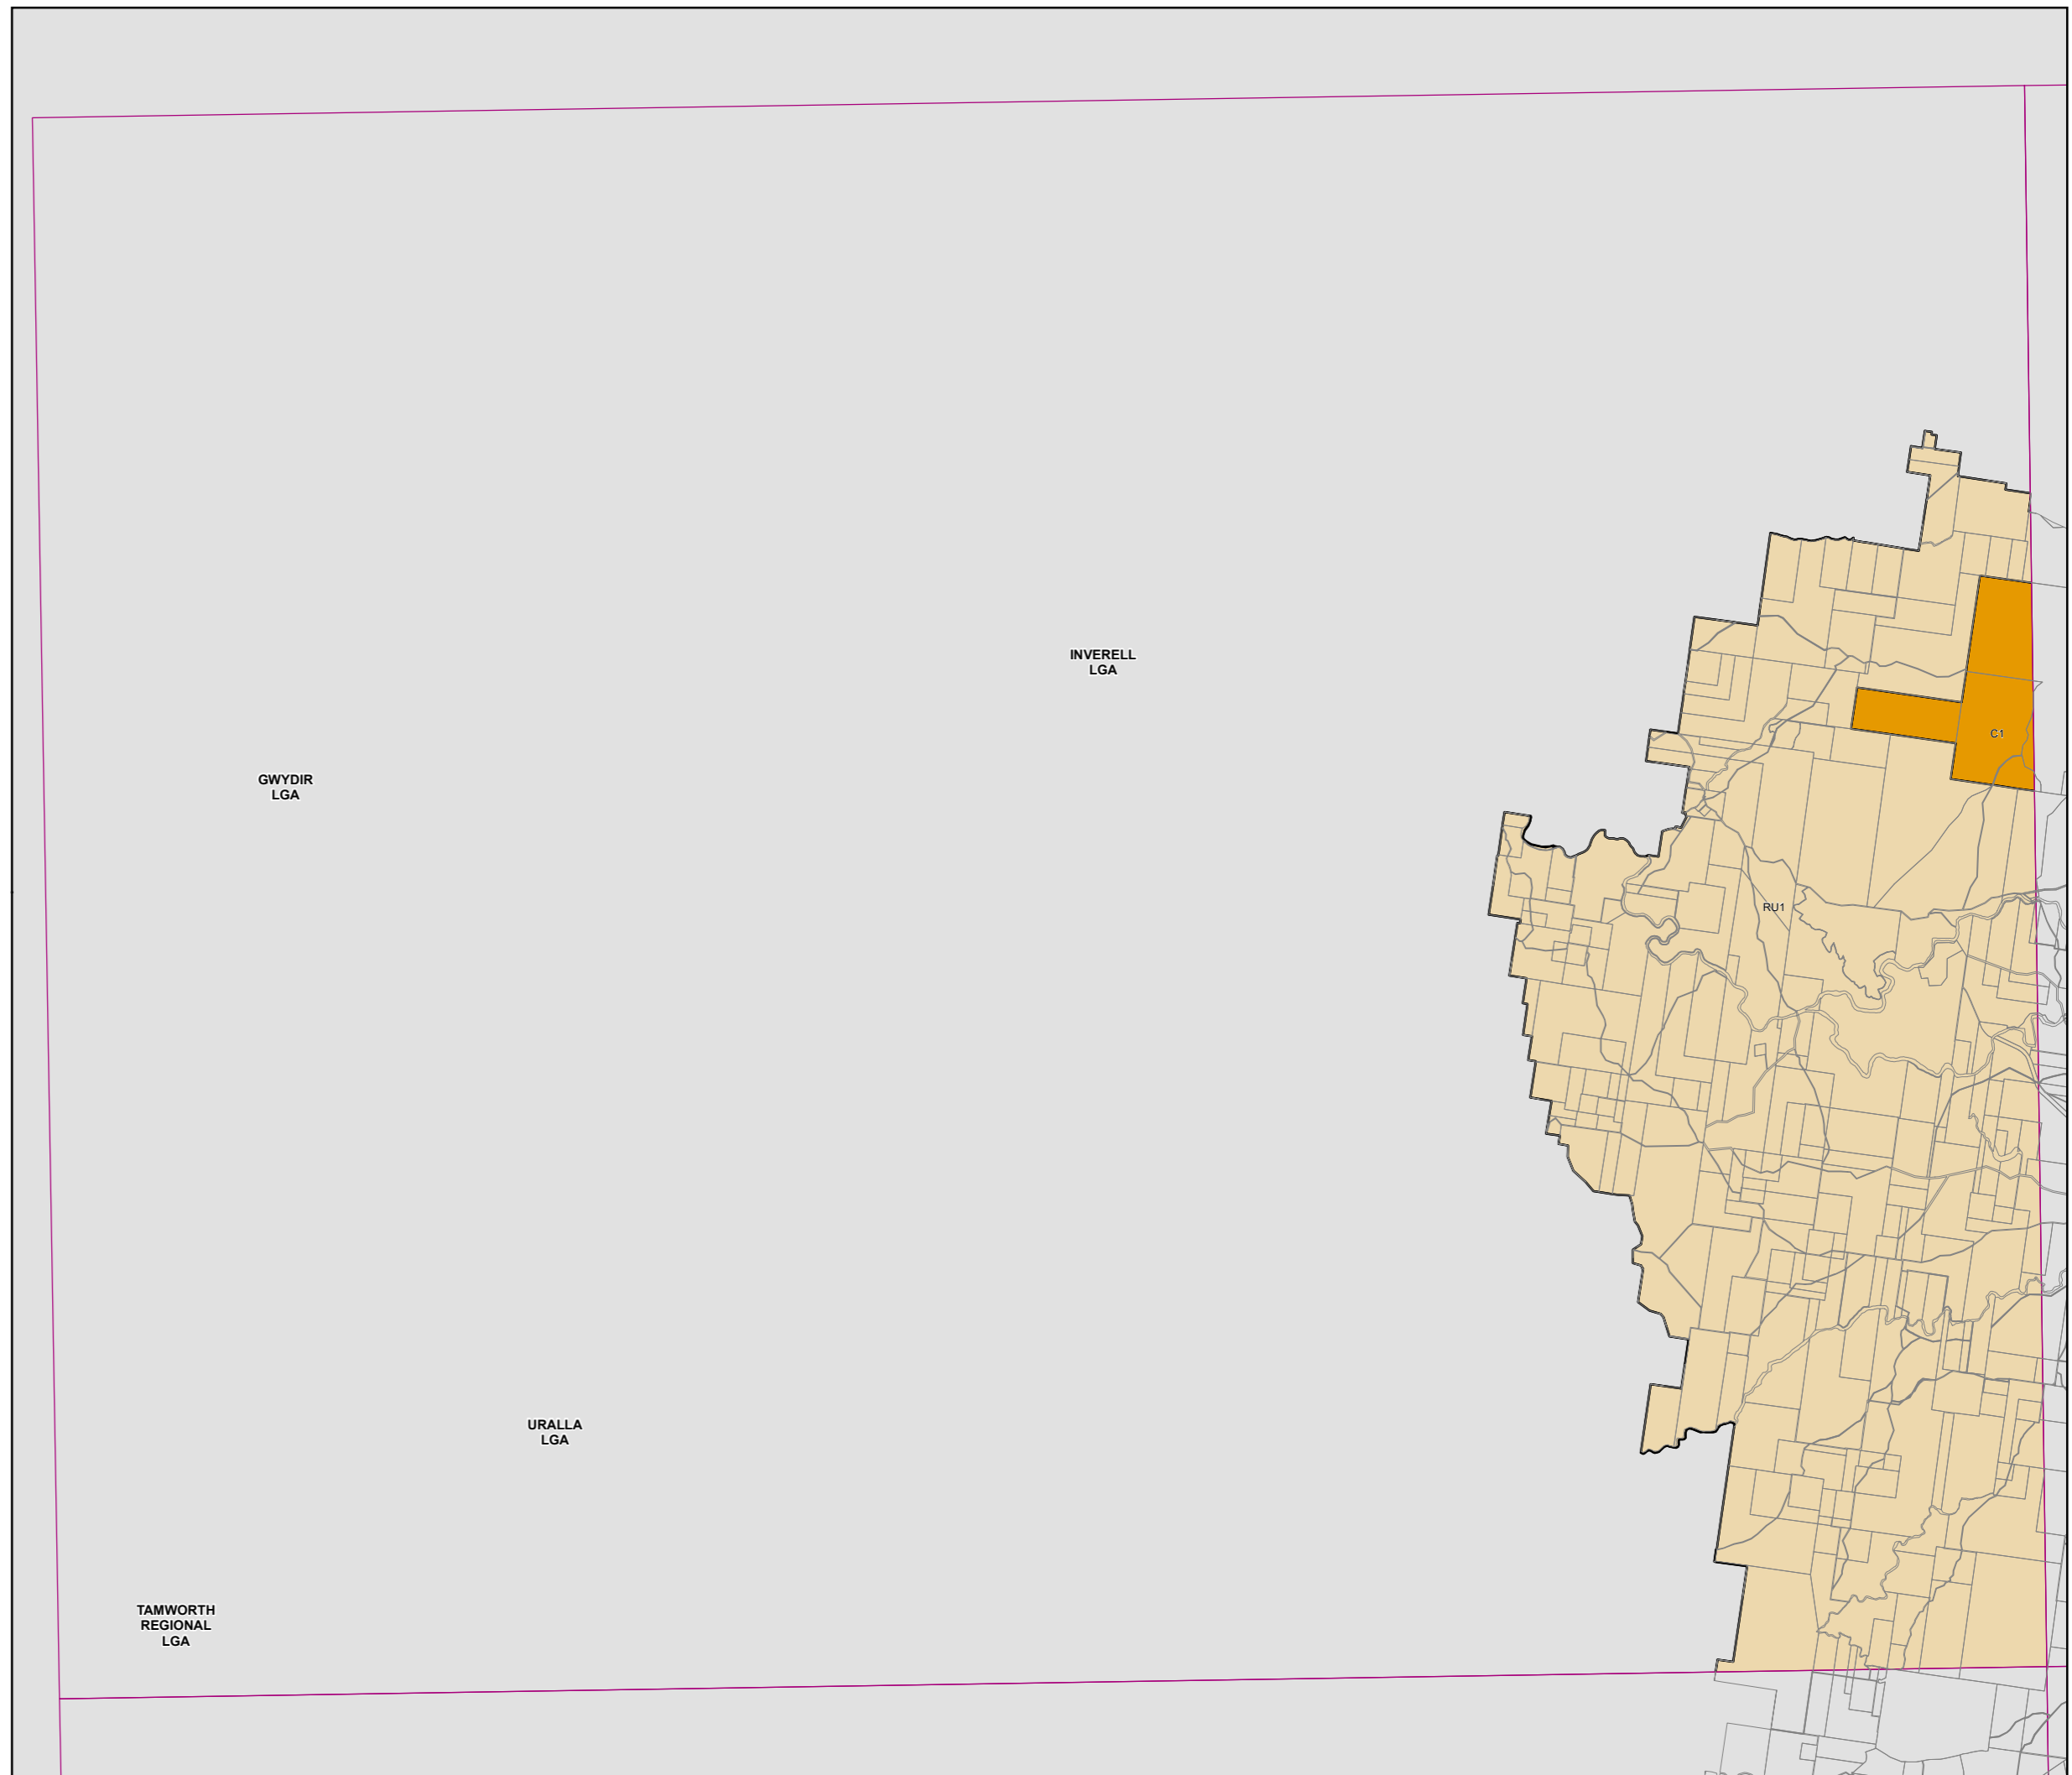 INVERELL
LGA
C1
GWYDIR
LGA
RU1
URALLA
LGA
TAMWORTH
REGIONAL
LGA